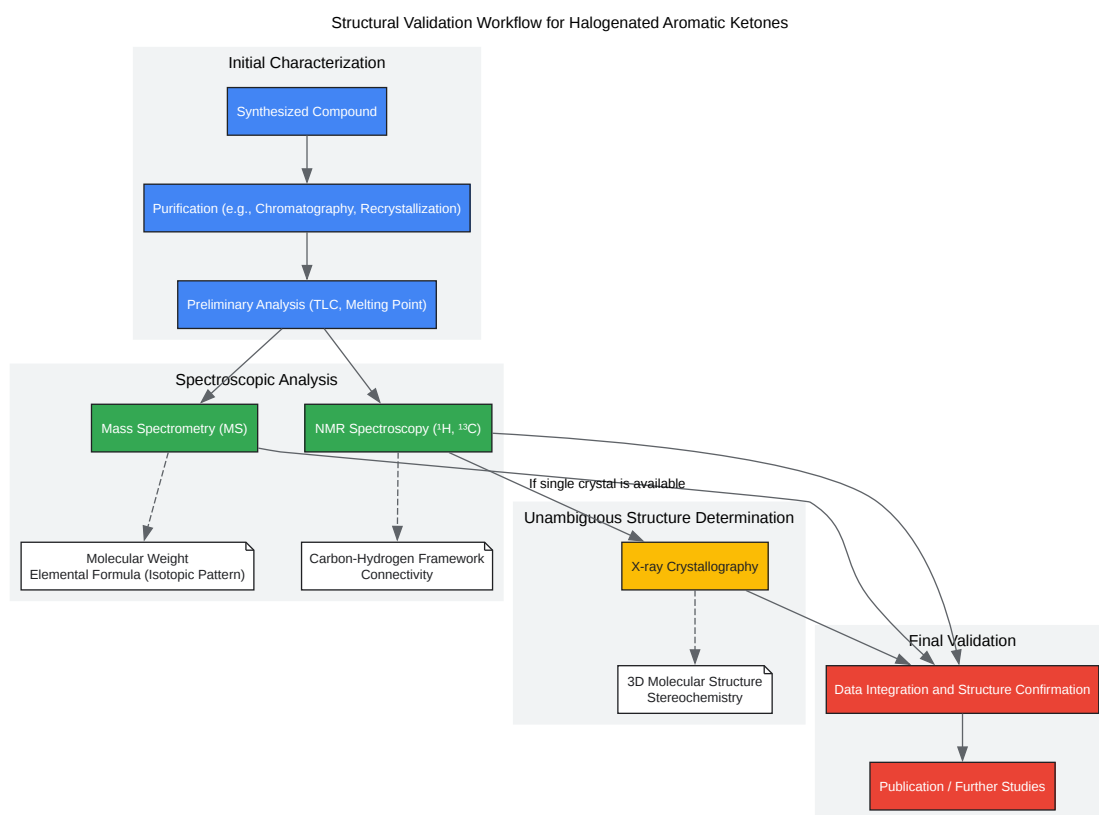 Structural Validation Workflow for Halogenated Aromatic Ketones
Initial Characterization
Synthesized Compound
Purification (e.g., Chromatography, Recrystallization)
Preliminary Analysis (TLC, Melting Point)
Spectroscopic Analysis
Mass Spectrometry (MS)
NMR Spectroscopy (¹H, ¹³C)
If single crystal is available
Molecular Weight
Elemental Formula (Isotopic Pattern)
Carbon-Hydrogen Framework
Connectivity
Unambiguous Structure Determination
X-ray Crystallography
3D Molecular Structure
Stereochemistry
Final Validation
Data Integration and Structure Confirmation
Publication / Further Studies